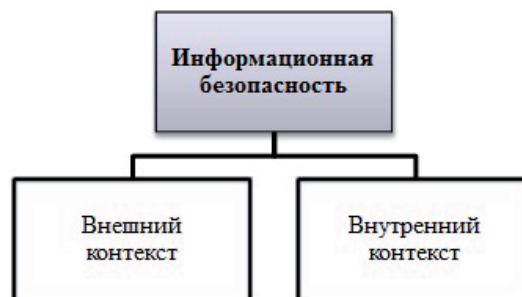 Информационная
безопасность
Внешний
контекст
Внутренний
контекст